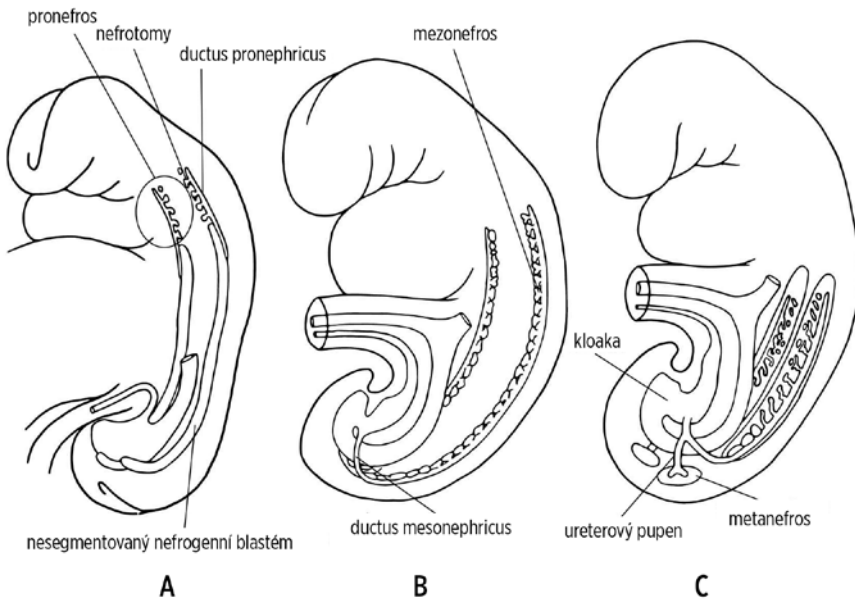 pronefros
nefrotomy
ductus pronephricus
mezonefros
kloaka
ductus mesonephricus
ureterový pupen
metanefros
nesegmentovaný nefrogenní blastém
A
B
C